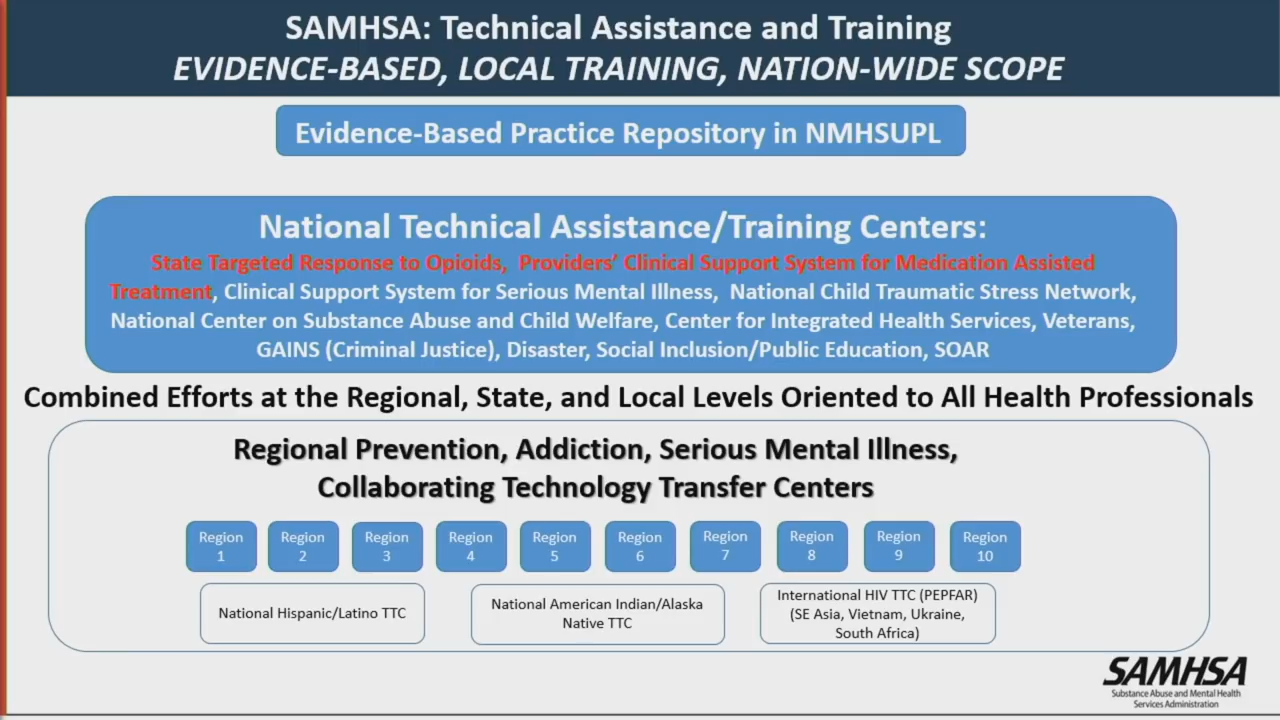 SAMHSA: Technical Assistance and Training
EVIDENCE-BASED, LOCAL TRAINING, NATION-WIDE SCOPE
Evidence-Based Practice Repository in NMHSUPL
National Technical Assistance/Training Centers:
State Targeted Response to Opioids, Providers' Clinical Support System for Medication Assisted
Treatment, Clinical Support System for Serious Mental Illness, National Child Traumatic Stress Network,
National Center on Substance Abuse and Child Welfare, Center for Integrated Health Services, Veterans,
GAINS (Criminal Justice), Disaster, Social Inclusion/Public Education, SOAR
Combined Efforts at the Regional, State, and Local Levels Oriented to All Health Professionals
Regional Prevention, Addiction, Serious Mental Illness,
Collaborating Technology Transfer Centers
Region
1
Region
2
Region
3
Region
4
Region
5
Region
6
Region
7
Region
8
Region
9
Region
10
National Hispanic/Latino TTC
National American Indian/Alaska
Native TTC
International HIV TTC (PEPFAR)
(SE Asia, Vietnam, Ukraine,
South Africa)
SAMHSA
Substance Abuse and Mental Health
Services Administration